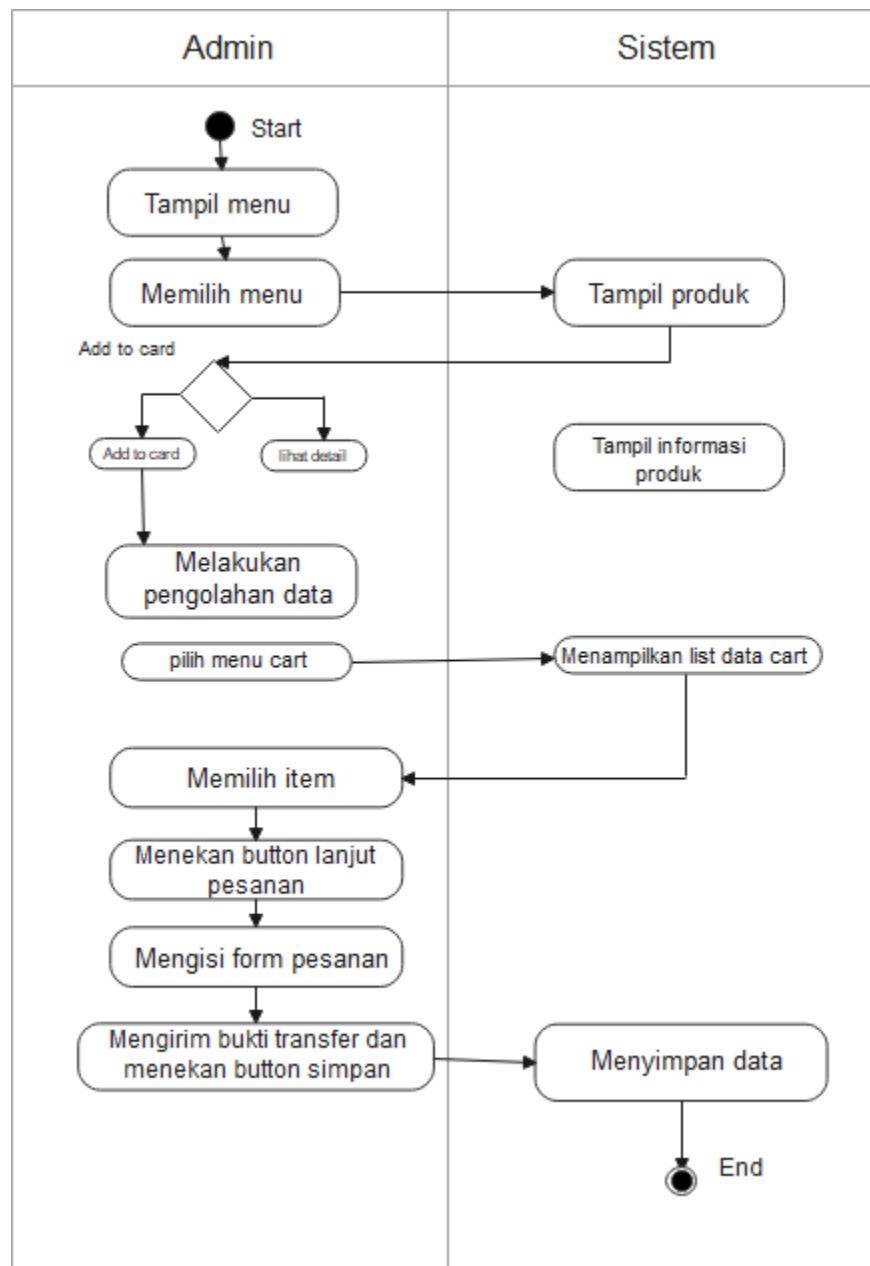 Admin
Sistem
Start
Tampil menu
Memilih menu
Tampil produk
Add to card
Add to card
lihat detail
Tampil informasi
produk
Melakukan
pengolahan data
pilih menu cart
Menampilkan list data cart
Memilih item
Menekan button lanjut
pesanan
Mengisi form pesanan
Mengirim bukti transfer dan
menekan button simpan
Menyimpan data
End